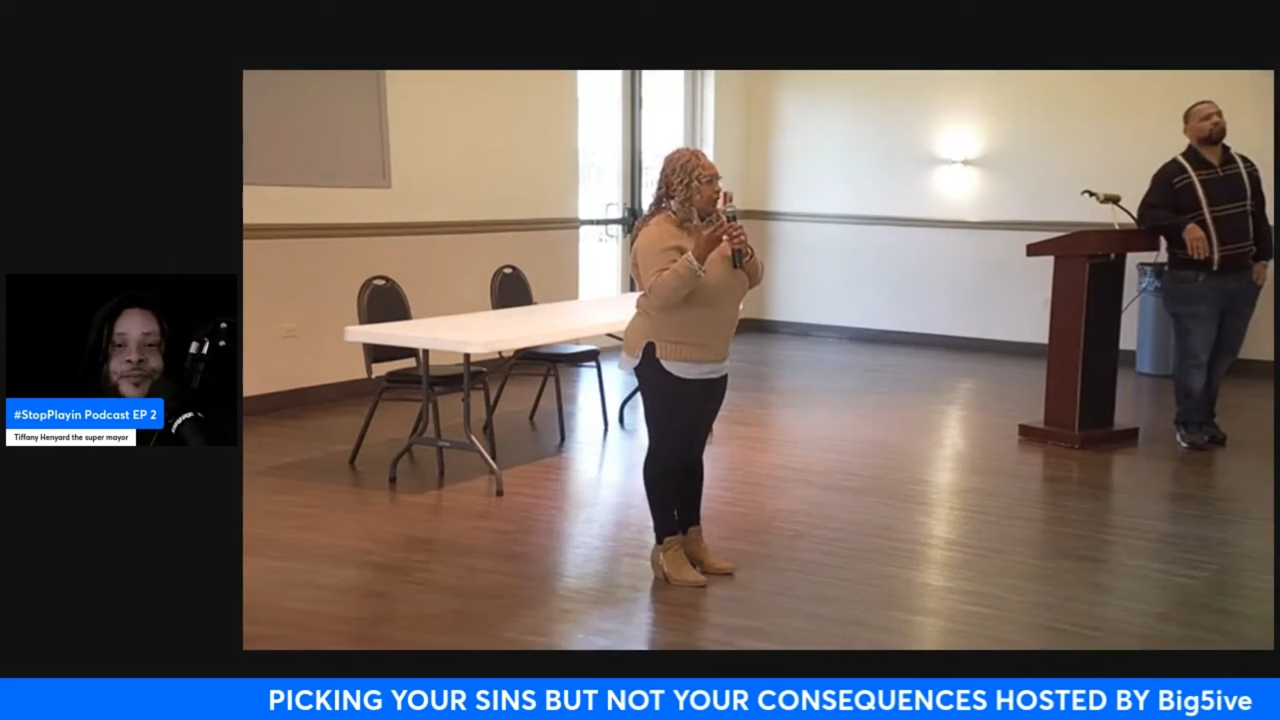 #StopPlayin Podcast EP 2
Tiffany Henyard the super mayor
PICKING YOUR SINS BUT NOT YOUR CONSEQUENCES HOSTED BY Big5ive